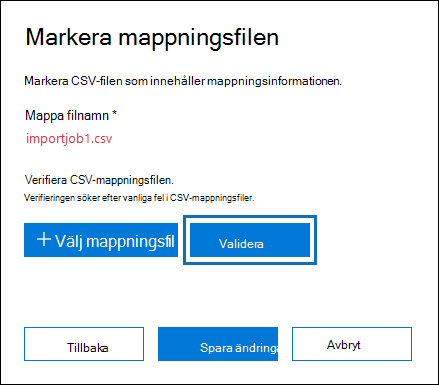 Markera mappningsfilen
Markera CSV-filen som innehåller mappningsinformationen.
Mappa filnamn *
importjob1.csv
Verifiera CSV-mappningsfilen.
Verifieringen söker efter vanliga fel i CSV-mappningsfiler.
+ Välj mappningsfil Validera
Tillbaka Spara ändringa Avbryt